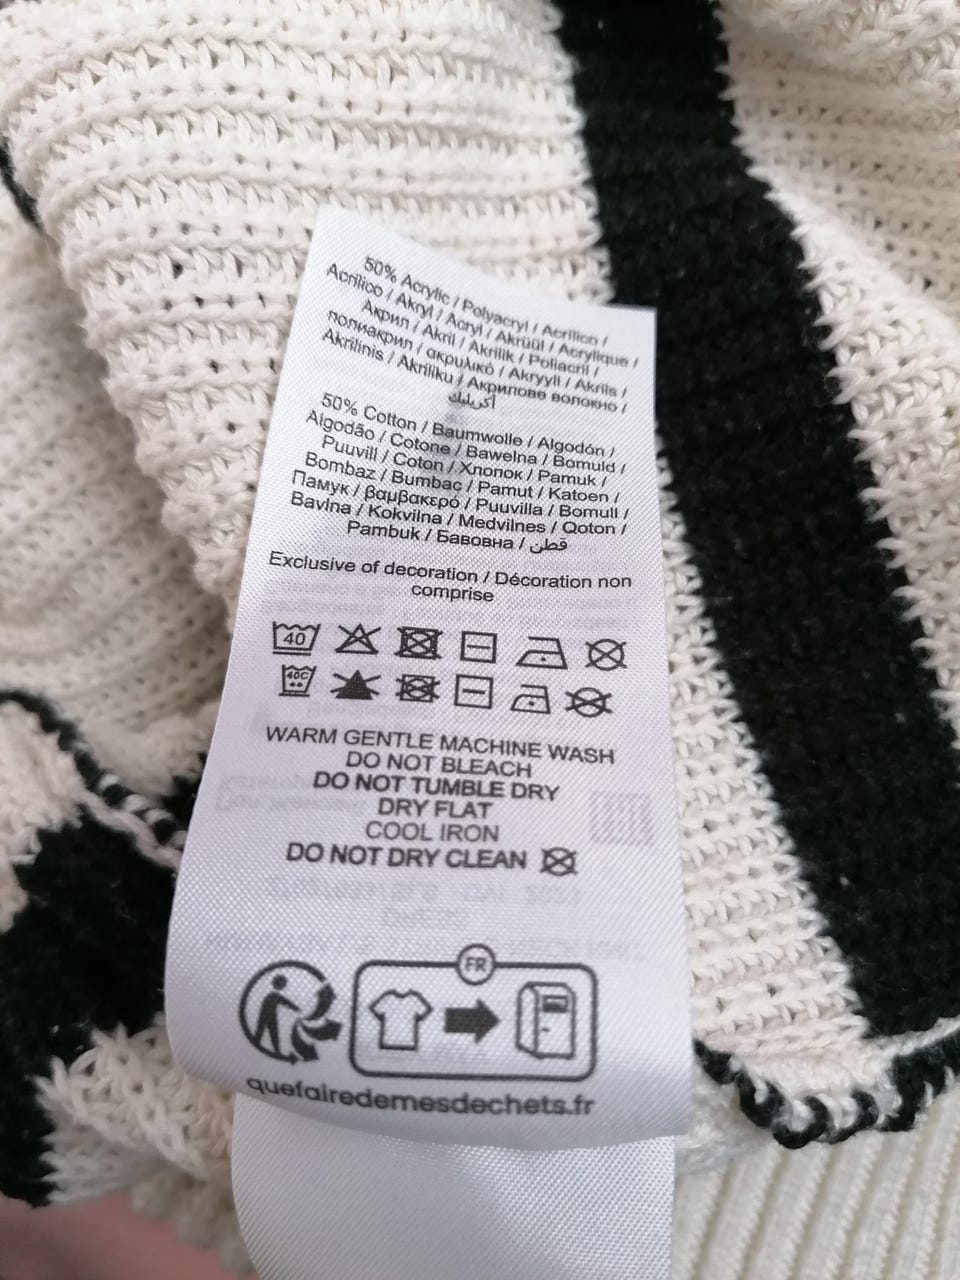 50% Acrylic / Polyacryl / Acrílico /
Acrílico / Akryl / Acryl / Akrüül / Acrylique /
Акрил / Akril / Akrilik / Poliacril /
полиакрил / ακρυλικό / Akryyli / Akrils /
Akrilinis / Akriliku / Акрилове волокно /
أكريليك
50% Cotton / Baumwolle / Algodón /
Algodão / Cotone / Bawełna / Bomuld /
Puuvill / Coton / Хлопок / Pamuk /
Bombaz / Bumbac / Pamut / Katoen /
Памук / βαμβακερό / Puuvilla / Bomull /
Bavlna / Kokvilna / Medvilnes / Qoton /
Pambuk / Бавовна / قطن
Exclusive of decoration / Décoration non
comprise
40
40C
WARM GENTLE MACHINE WASH
DO NOT BLEACH
DO NOT TUMBLE DRY
DRY FLAT
COOL IRON
DO NOT DRY CLEAN
FR
quefairedemesdechets.fr